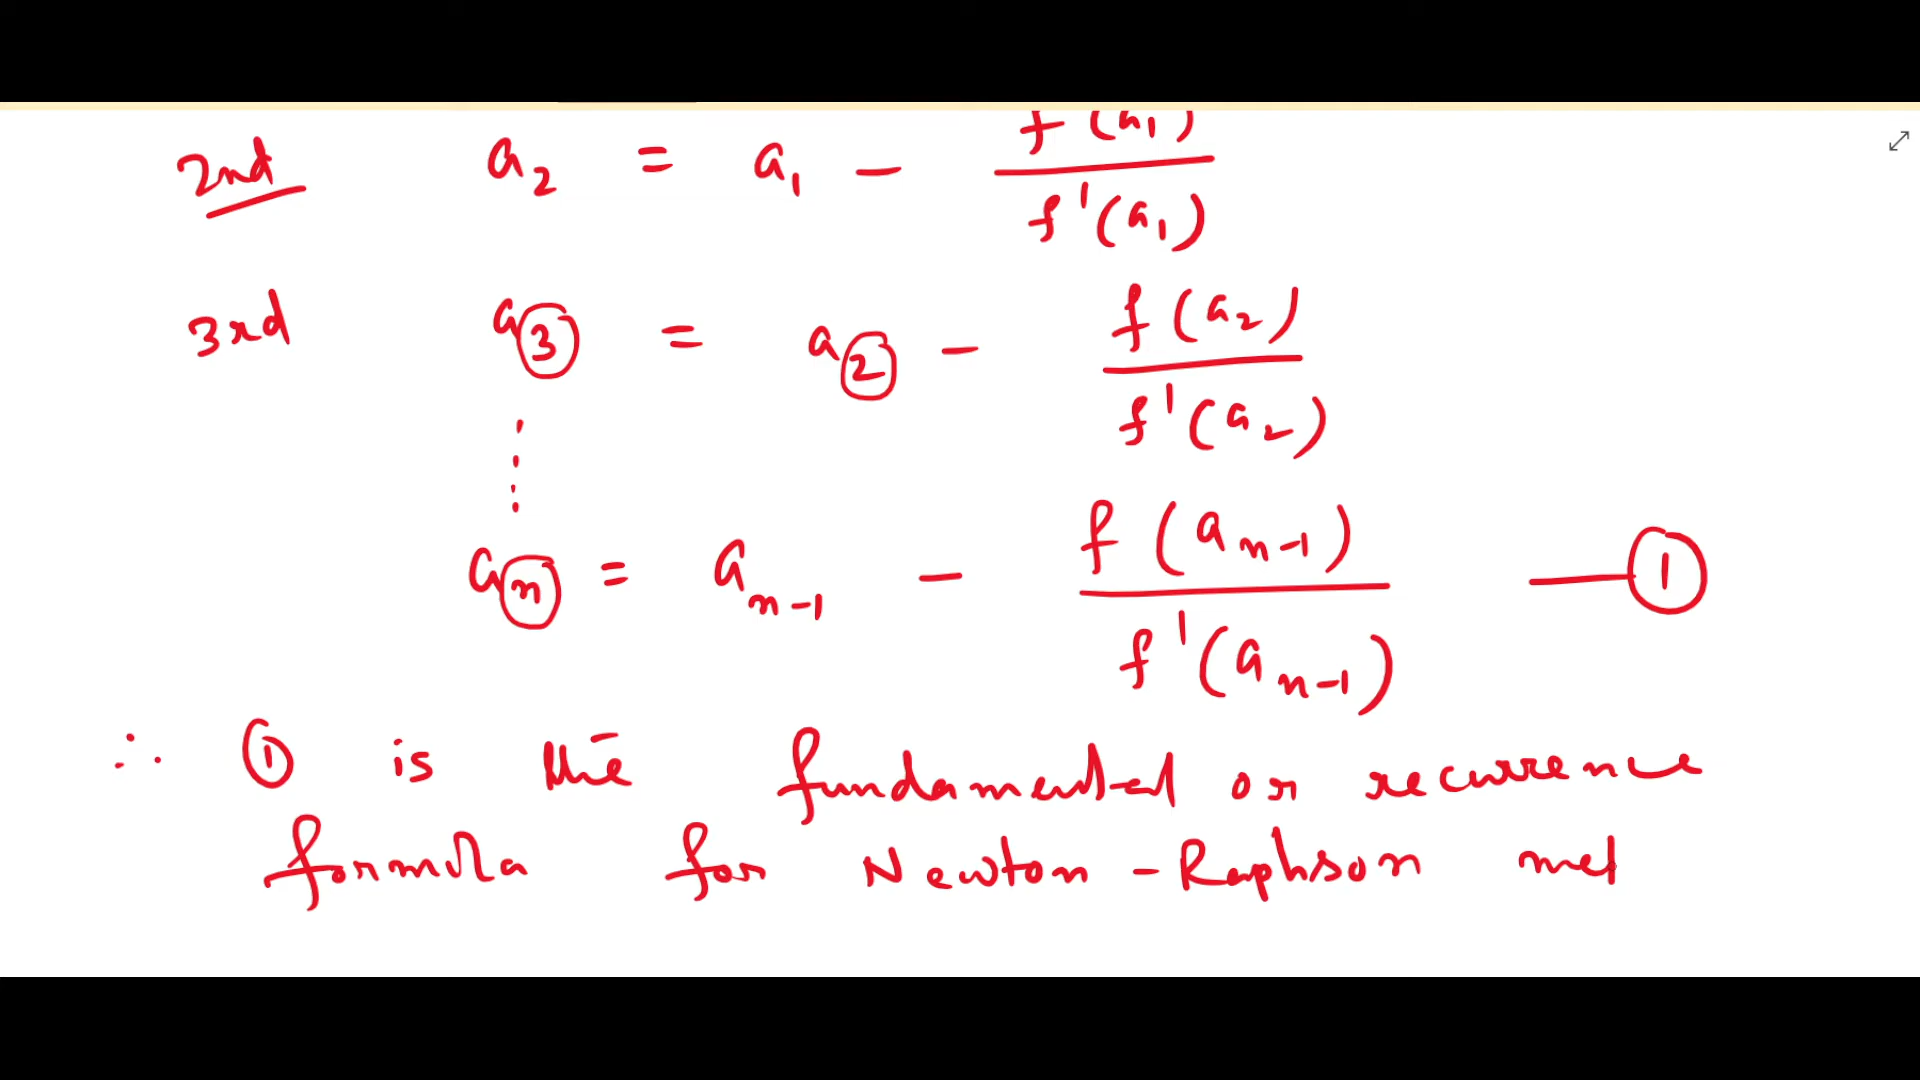 2nd a₂ = a₁ - f(a₁) / f'(a₁)
3rd a₃ = a₂ - f(a₂) / f'(a₂)
aₙ = aₙ₋₁ - f(aₙ₋₁) / f'(aₙ₋₁) — ①
∴ ① is the fundamental or recurrence
formula for Newton-Raphson met